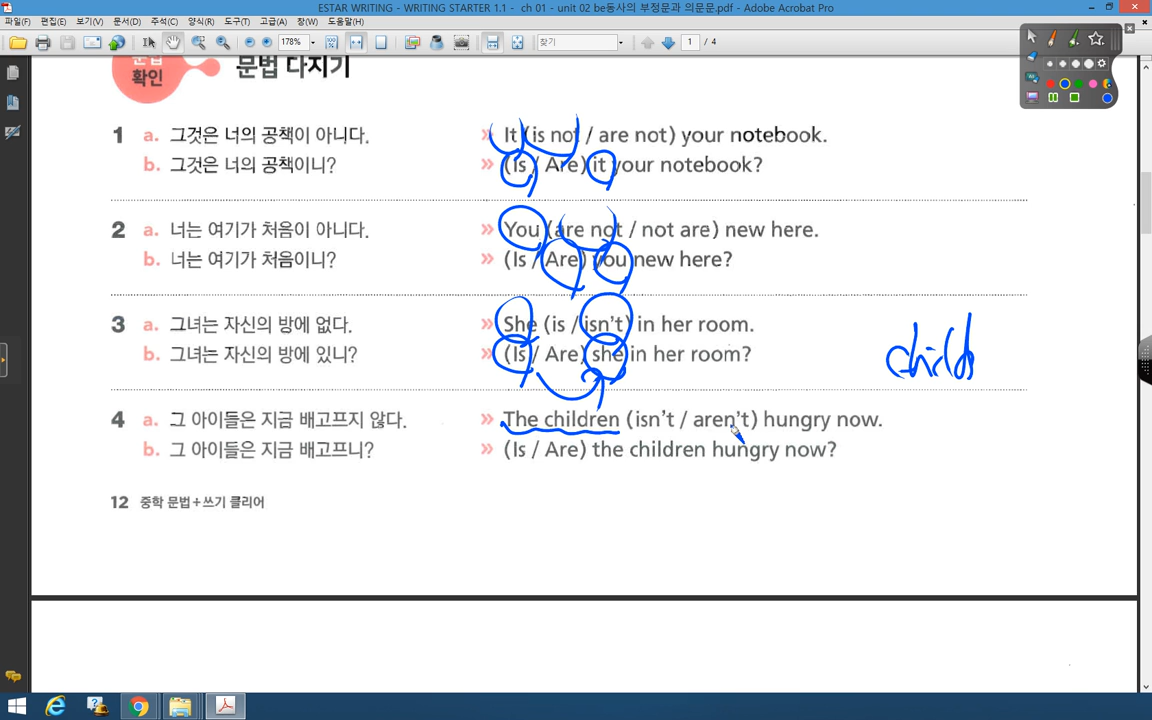 ESTAR WRITING - WRITING STARTER 1.1 - ch 01 - unit 02 be동사의 부정문과 의문문.pdf - Adobe Acrobat Pro
파일(F) 편집(E) 보기(V) 문서(D) 주석(C) 양식(R) 도구(T) 고급(A) 창(W) 도움말(H)
178% 찾기 1 / 4
확인 문법 다지기
1 a. 그것은 너의 공책이 아니다. » It (is not / are not) your notebook.
b. 그것은 너의 공책이니? » (Is / Are) it your notebook?
2 a. 너는 여기가 처음이 아니다. » You (are not / not are) new here.
b. 너는 여기가 처음이니? » (Is / Are) you new here?
3 a. 그녀는 자신의 방에 없다. » She (is / isn't) in her room.
b. 그녀는 자신의 방에 있니? » (Is / Are) she in her room?
child
4 a. 그 아이들은 지금 배고프지 않다. » The children (isn't / aren't) hungry now.
b. 그 아이들은 지금 배고프니? » (Is / Are) the children hungry now?
12 중학 문법+쓰기 클리어